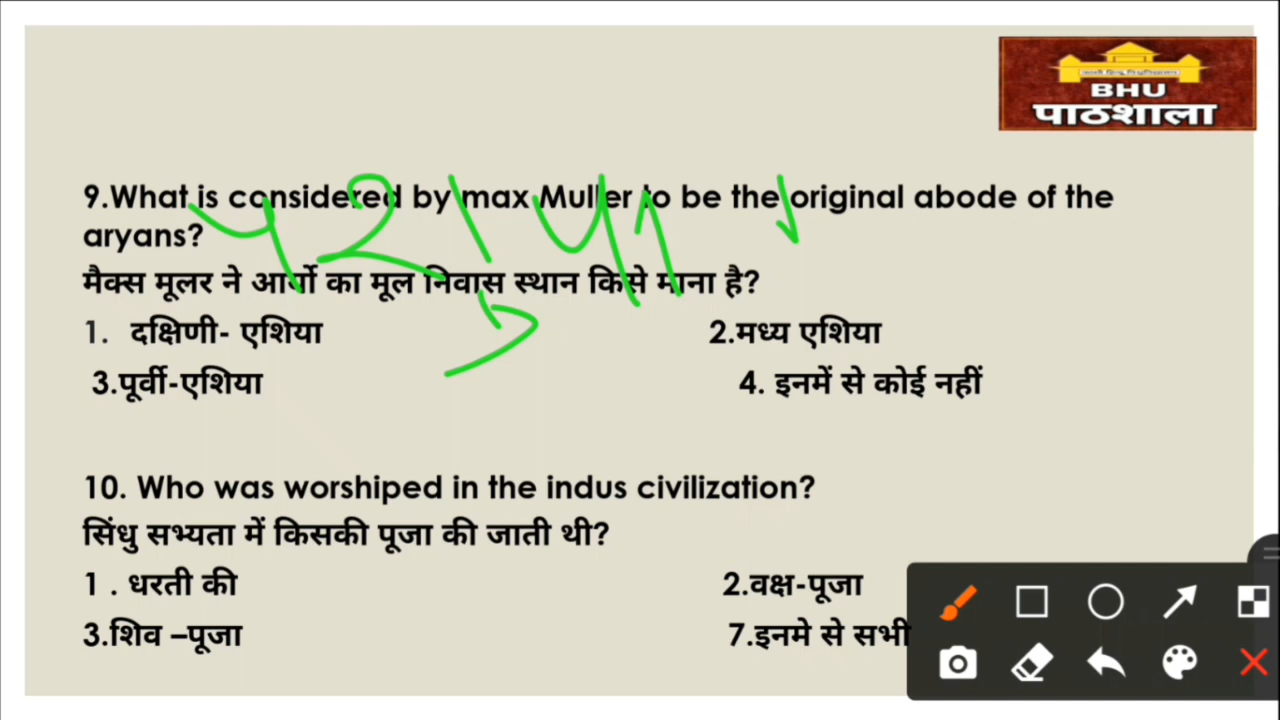 काशी हिन्दू विश्वविद्यालय
BHU
पाठशाला
9.What is considered by max Muller to be the original abode of the
aryans?
मैक्स मूलर ने आर्यो का मूल निवास स्थान किसे माना है?
1. दक्षिणी- एशिया 2.मध्य एशिया
3.पूर्वी-एशिया 4. इनमें से कोई नहीं
10. Who was worshiped in the indus civilization?
सिंधु सभ्यता में किसकी पूजा की जाती थी?
1 . धरती की 2.वक्ष-पूजा
3.शिव –पूजा 7.इनमे से सभी